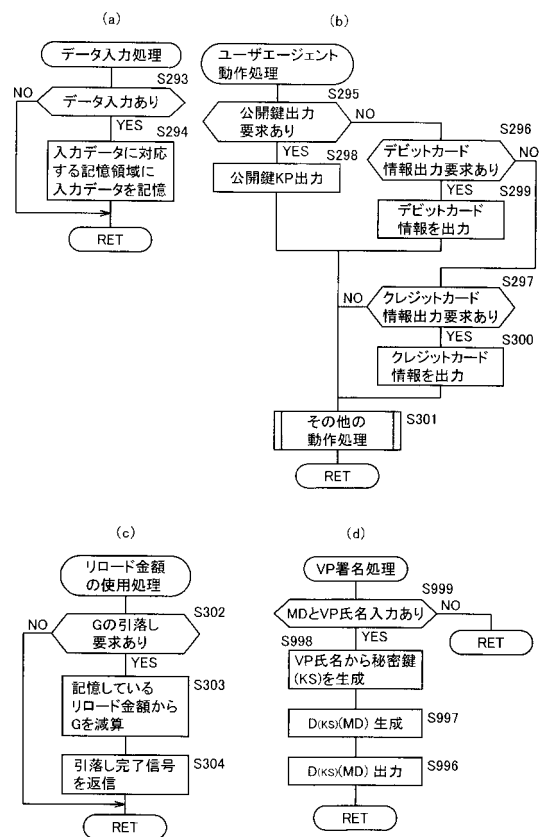 (a)
データ入力処理
S293
NO
データ入力あり
YES
S294
入力データに対応
する記憶領域に
入力データを記憶
RET
(b)
ユーザエージェント
動作処理
S295
公開鍵出力
要求あり
NO
YES
S298
公開鍵KP出力
S296
デビットカード
情報出力要求あり
NO
YES
S299
デビットカード
情報を出力
S297
NO
クレジットカード
情報出力要求あり
YES
S300
クレジットカード
情報を出力
その他の
動作処理
S301
RET
(c)
リロード金額
の使用処理
S302
NO
Gの引落し
要求あり
YES
S303
記憶している
リロード金額から
Gを減算
S304
引落し完了信号
を返信
RET
(d)
VP署名処理
S999
MDとVP氏名入力あり
NO
RET
YES
S998
VP氏名から秘密鍵
(KS)を生成
D(KS)(MD) 生成
S997
D(KS)(MD) 出力
S996
RET